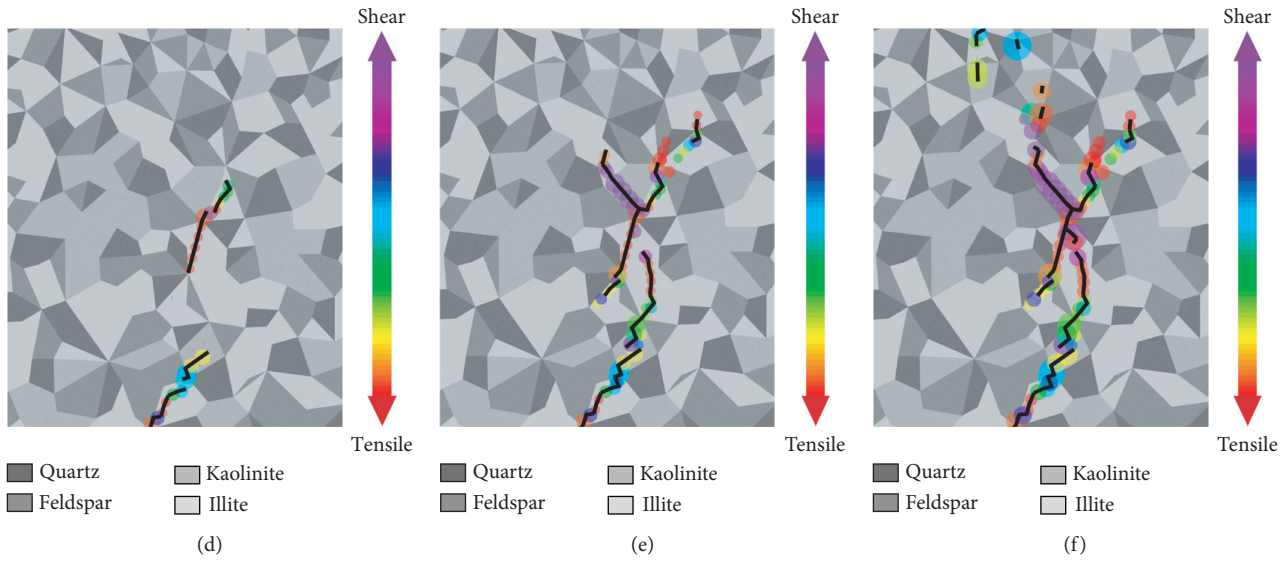 Shear
Tensile
Quartz
Kaolinite
Feldspar
Illite
(d)
Shear
Tensile
Quartz
Kaolinite
Feldspar
Illite
(e)
Shear
Tensile
Quartz
Kaolinite
Feldspar
Illite
(f)